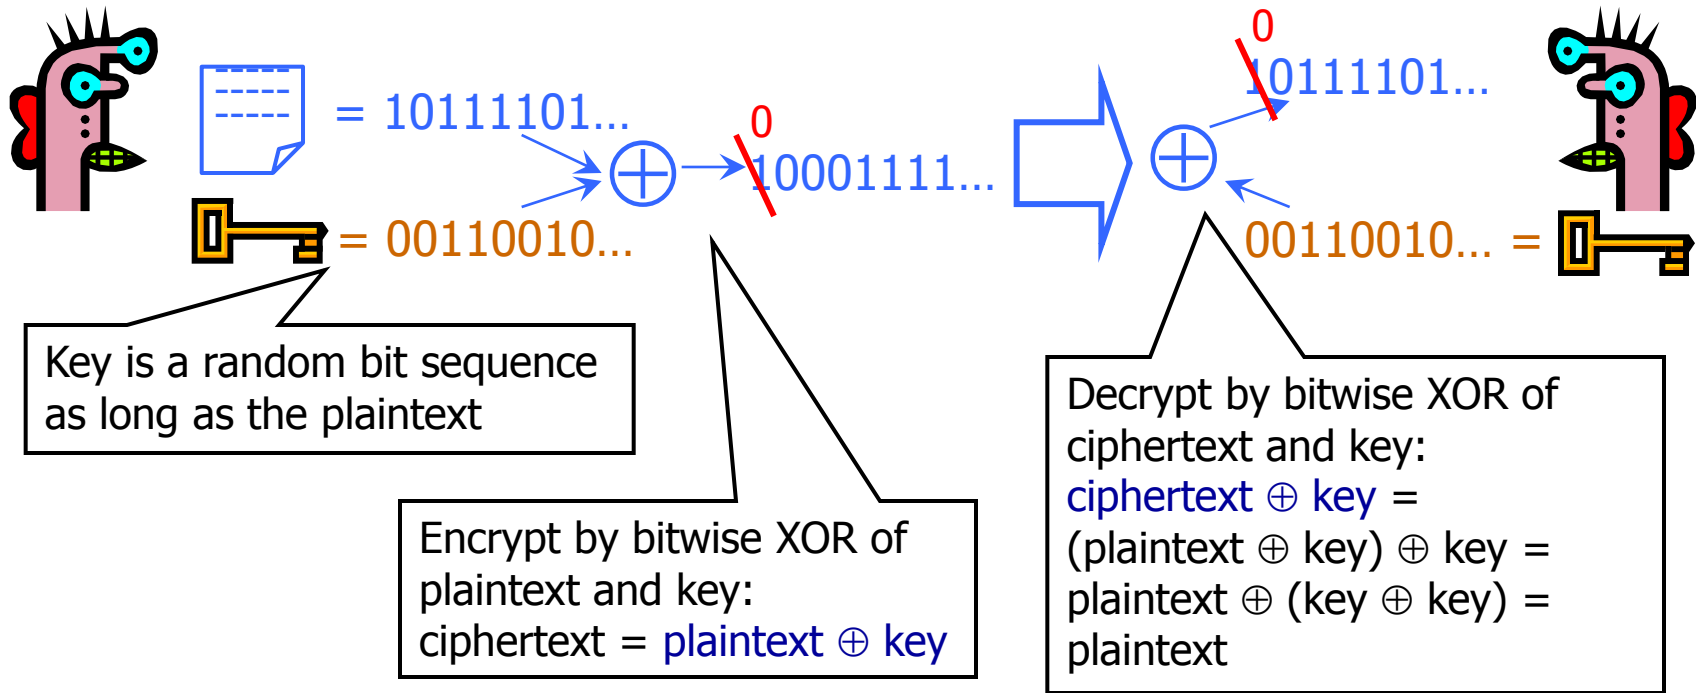 = 10111101…
= 00110010…
0
10001111…
0
10111101…
00110010… =
Key is a random bit sequence
as long as the plaintext
Encrypt by bitwise XOR of
plaintext and key:
ciphertext = plaintext ⊕ key
Decrypt by bitwise XOR of
ciphertext and key:
ciphertext ⊕ key =
(plaintext ⊕ key) ⊕ key =
plaintext ⊕ (key ⊕ key) =
plaintext